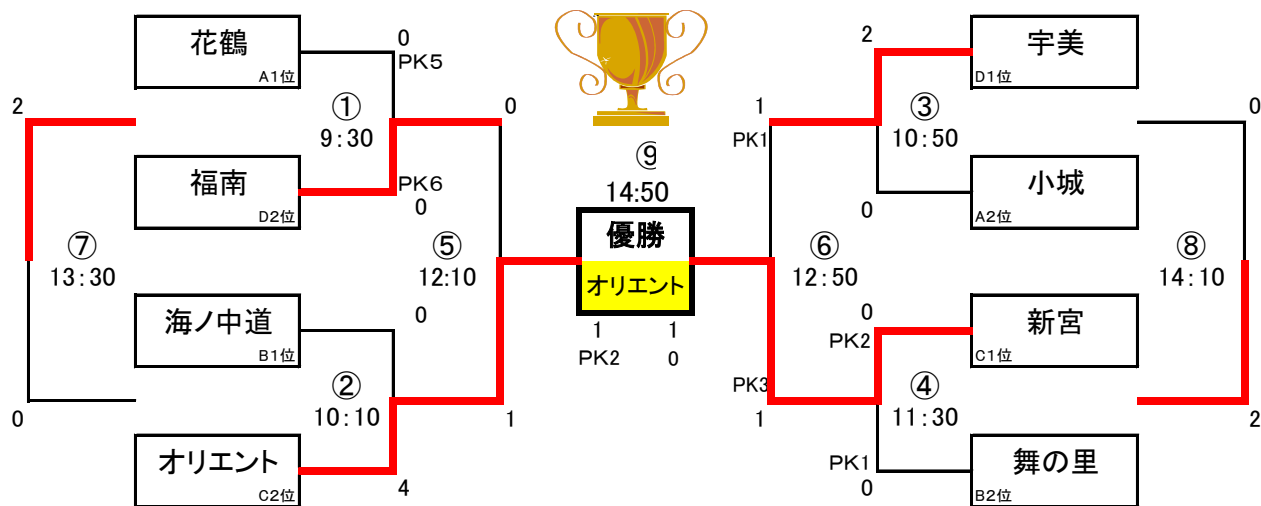 花鶴
A1位
0
PK5
2
宇美
D1位
2
①
9:30
0
1
PK1
③
10:50
0
福南
D2位
PK6
0
⑨
14:50
小城
A2位
0
⑦
13:30
⑤
12:10
優勝
オリエント
⑥
12:50
⑧
14:10
海ノ中道
B1位
0
1 1
PK2 0
0
PK2
新宮
C1位
②
10:10
0
1
PK3
1
④
11:30
2
オリエント
C2位
4
PK1
0
舞の里
B2位